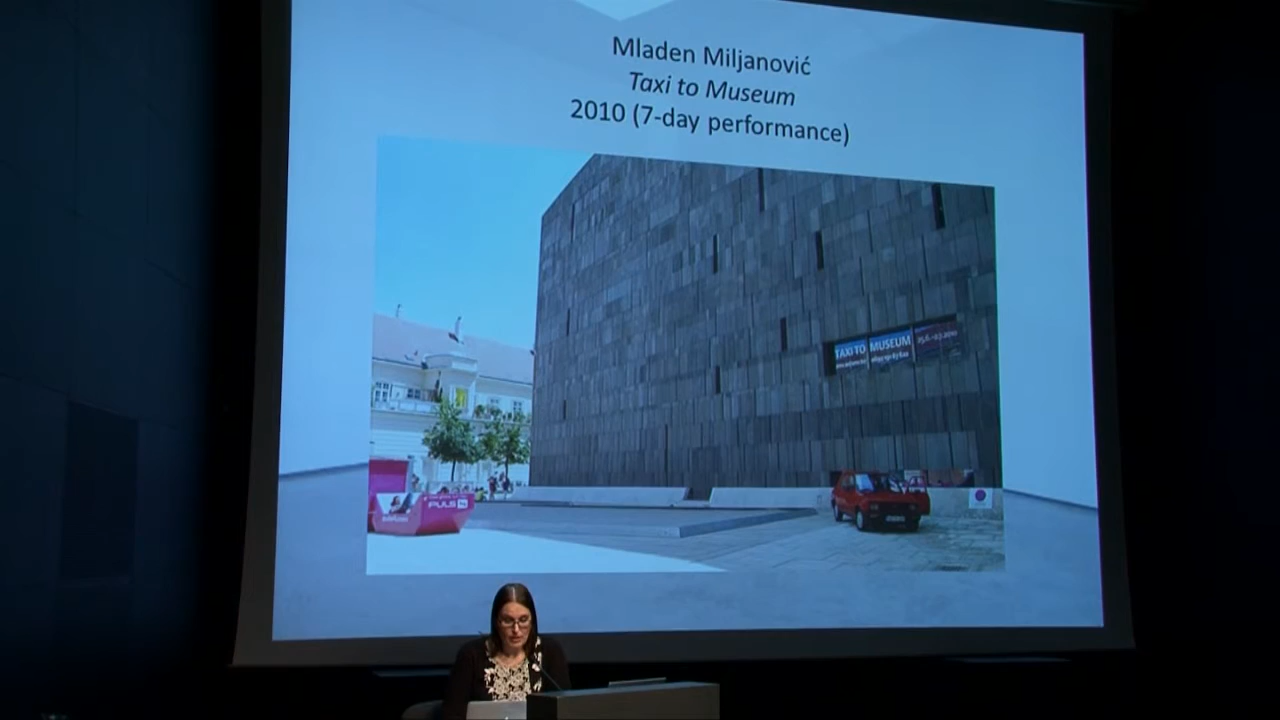 Mladen Miljanović
Taxi to Museum
2010 (7-day performance)
TAXI TO MUSEUM
PULS